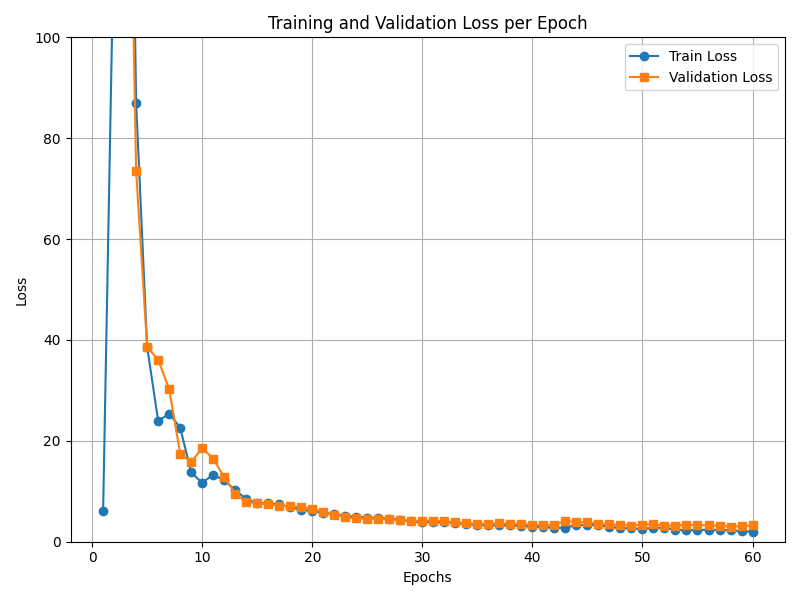 Training and Validation Loss per Epoch
Train Loss
Validation Loss
Loss
100
80
60
40
20
0
0 10 20 30 40 50 60
Epochs